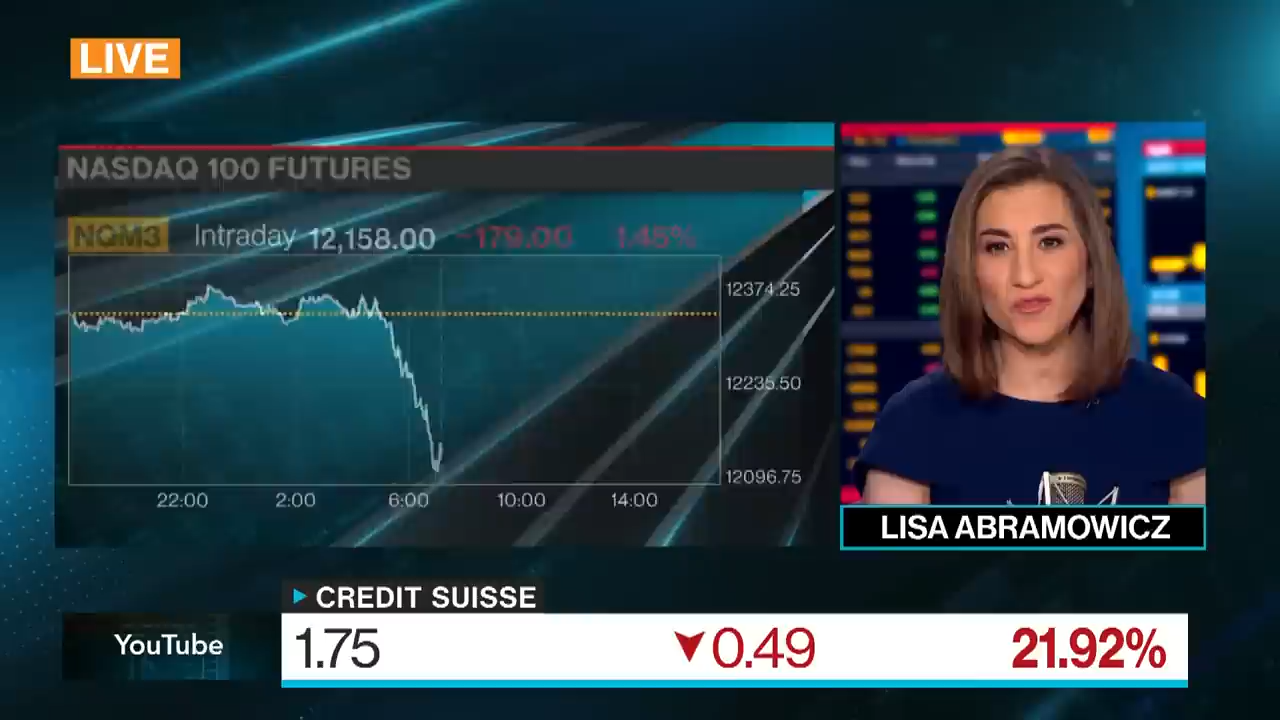 LIVE
NASDAQ 100 FUTURES
NQM3 Intraday 12,158.00 -179.00 1.45%
12374.25
12235.50
12096.75
22:00 2:00 6:00 10:00 14:00
LISA ABRAMOWICZ
CREDIT SUISSE
YouTube 1.75 0.49 21.92%